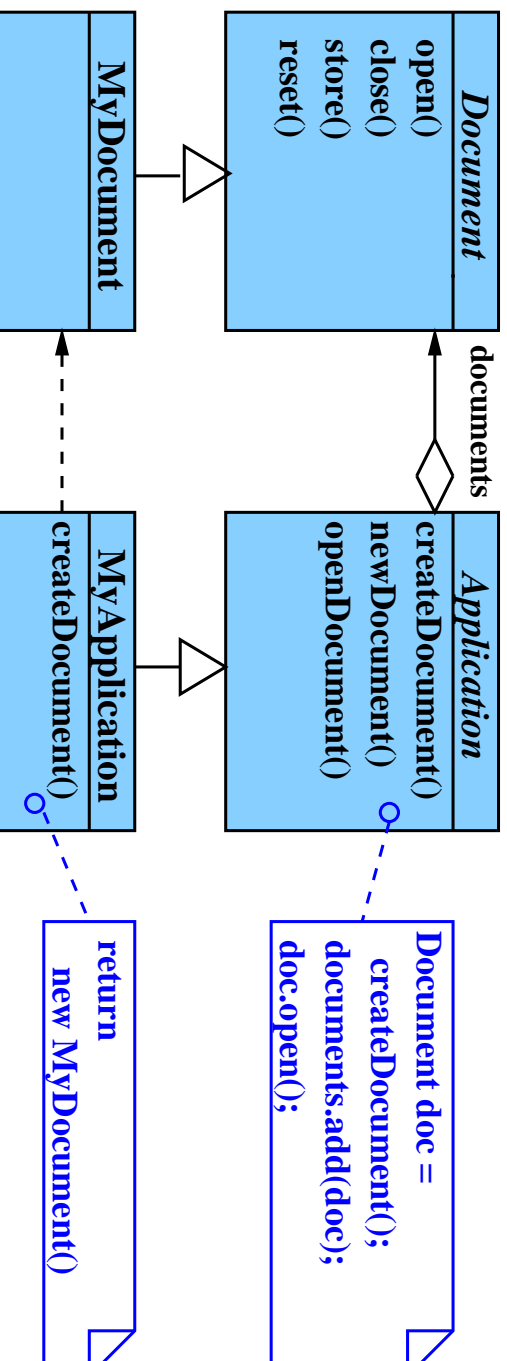 Document
open()
close()
store()
reset()
documents
Application
createDocument()
newDocument()
openDocument()
Document doc =
createDocument();
documents.add(doc);
doc.open();
MyDocument
MyApplication
createDocument()
return
new MyDocument()